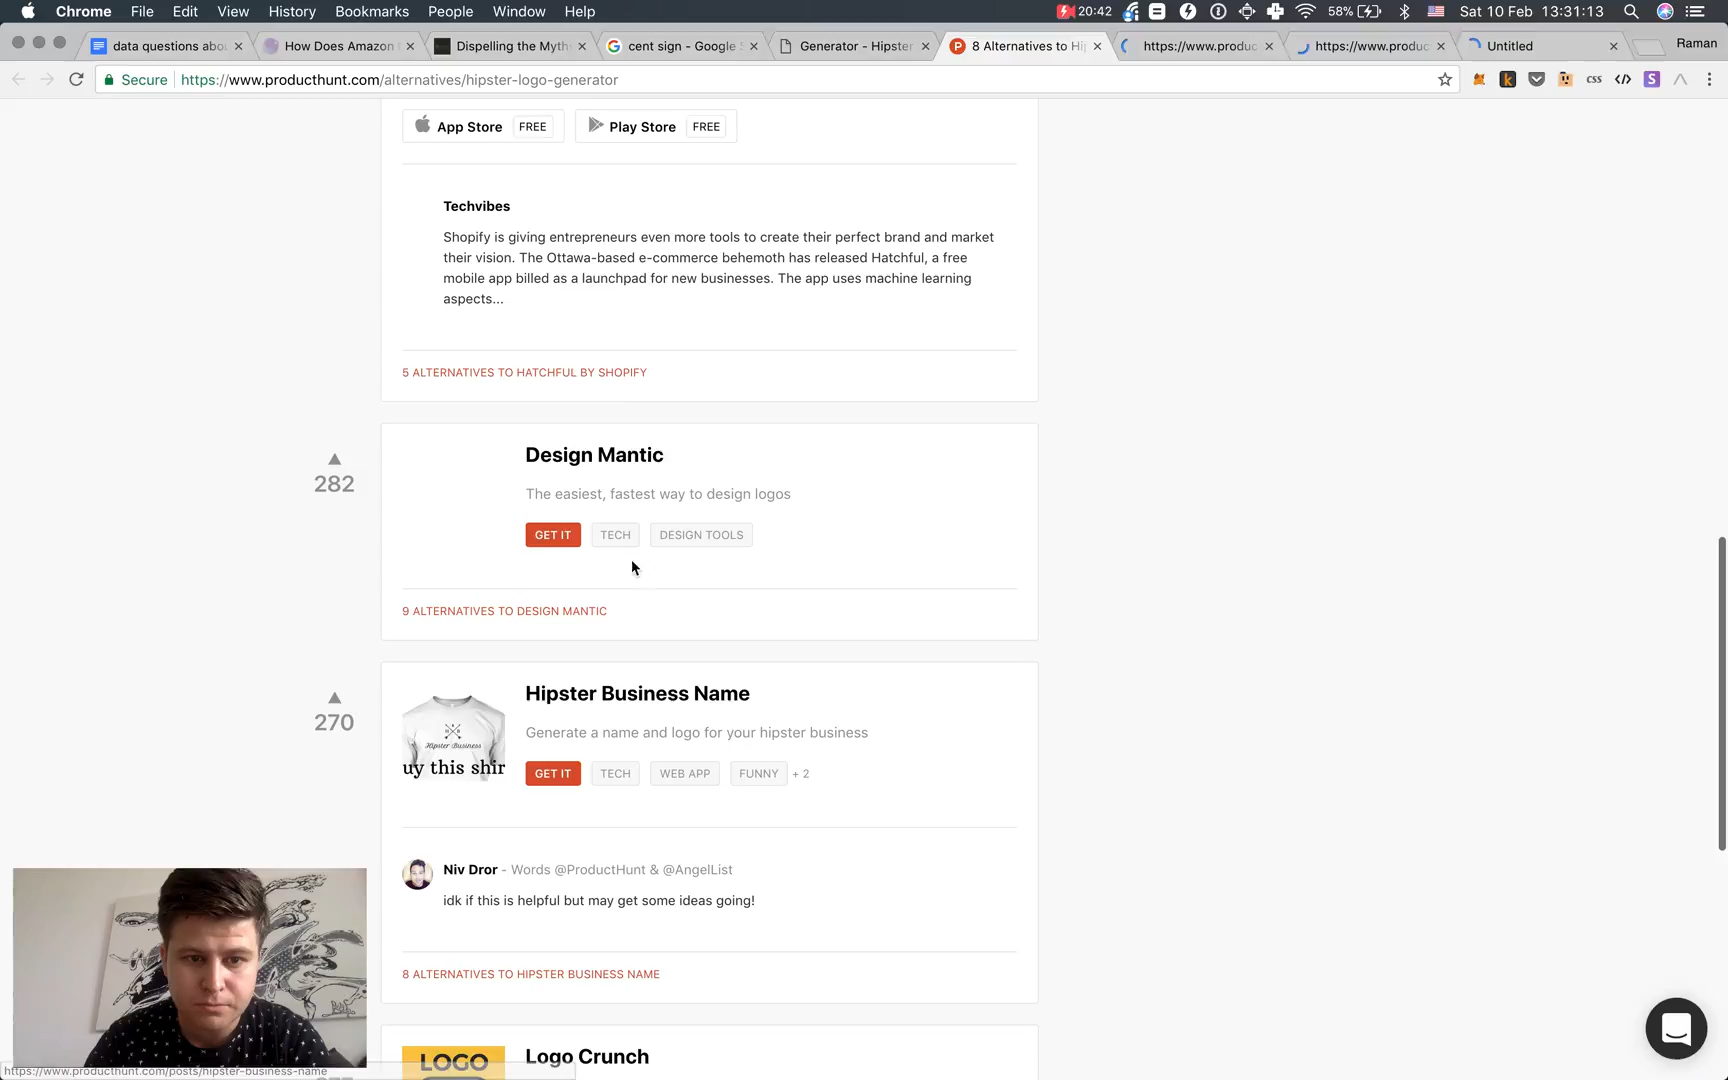 Chrome File Edit View History Bookmarks People Window Help 20:42 58% Sat 10 Feb 13:31:13
data questions abo How Does Amazon Dispelling the Myth cent sign - Google S Generator - Hipste 8 Alternatives to Hi https://www.produc https://www.produc Untitled Raman
Secure https://www.producthunt.com/alternatives/hipster-logo-generator
App Store FREE Play Store FREE
Techvibes
Shopify is giving entrepreneurs even more tools to create their perfect brand and market
their vision. The Ottawa-based e-commerce behemoth has released Hatchful, a free
mobile app billed as a launchpad for new businesses. The app uses machine learning
aspects...
5 ALTERNATIVES TO HATCHFUL BY SHOPIFY
282
Design Mantic
The easiest, fastest way to design logos
GET IT TECH DESIGN TOOLS
9 ALTERNATIVES TO DESIGN MANTIC
270
Hipster Business Name
Generate a name and logo for your hipster business
GET IT TECH WEB APP FUNNY + 2
Hipster Business
uy this shir
Niv Dror - Words @ProductHunt & @AngelList
idk if this is helpful but may get some ideas going!
8 ALTERNATIVES TO HIPSTER BUSINESS NAME
LOGO
Logo Crunch
https://www.producthunt.com/posts/hipster-business-name